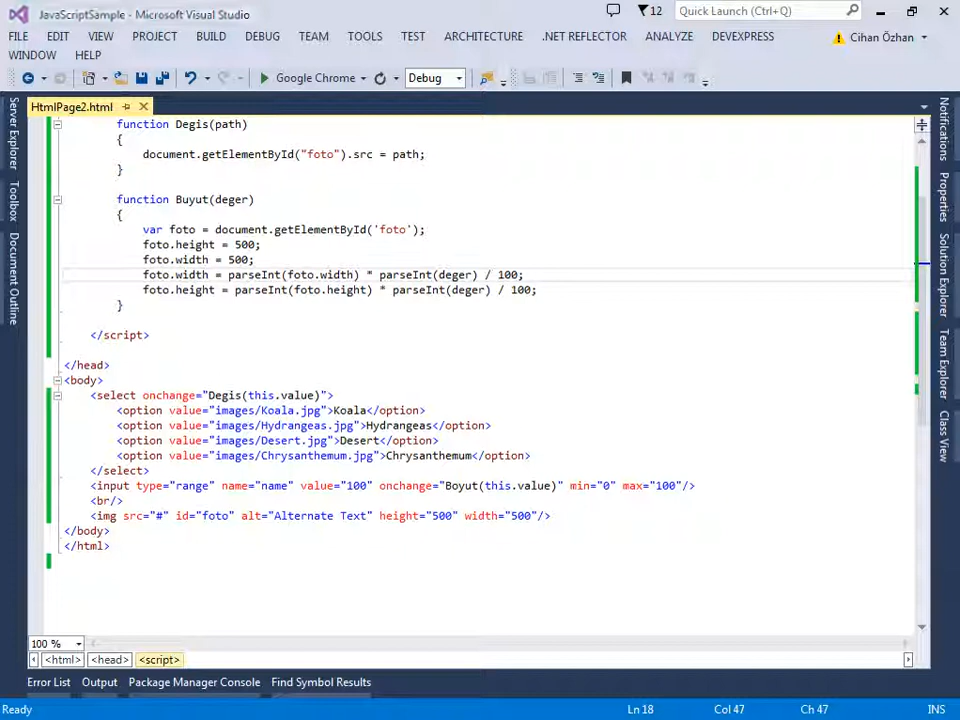 JavaScriptSample - Microsoft Visual Studio
12
Quick Launch (Ctrl+Q)
FILE EDIT VIEW PROJECT BUILD DEBUG TEAM TOOLS TEST ARCHITECTURE .NET REFLECTOR ANALYZE DEVEXPRESS
Cihan Özhan
WINDOW HELP
Google Chrome
Debug
HtmlPage2.html
function Degis(path)
{
document.getElementById("foto").src = path;
}
function Buyut(deger)
{
var foto = document.getElementById('foto');
foto.height = 500;
foto.width = 500;
foto.width = parseInt(foto.width) * parseInt(deger) / 100;
foto.height = parseInt(foto.height) * parseInt(deger) / 100;
}
</script>
</head>
<body>
<select onchange="Degis(this.value)">
<option value="images/Koala.jpg">Koala</option>
<option value="images/Hydrangeas.jpg">Hydrangeas</option>
<option value="images/Desert.jpg">Desert</option>
<option value="images/Chrysanthemum.jpg">Chrysanthemum</option>
</select>
<input type="range" name="name" value="100" onchange="Boyut(this.value)" min="0" max="100"/>
<br/>
<img src="#" id="foto" alt="Alternate Text" height="500" width="500"/>
</body>
</html>
Server Explorer
Toolbox
Document Outline
Notifications
Properties
Solution Explorer
Team Explorer
Class View
100 %
<html> <head> <script>
Error List Output Package Manager Console Find Symbol Results
Ready
Ln 18 Col 47 Ch 47 INS